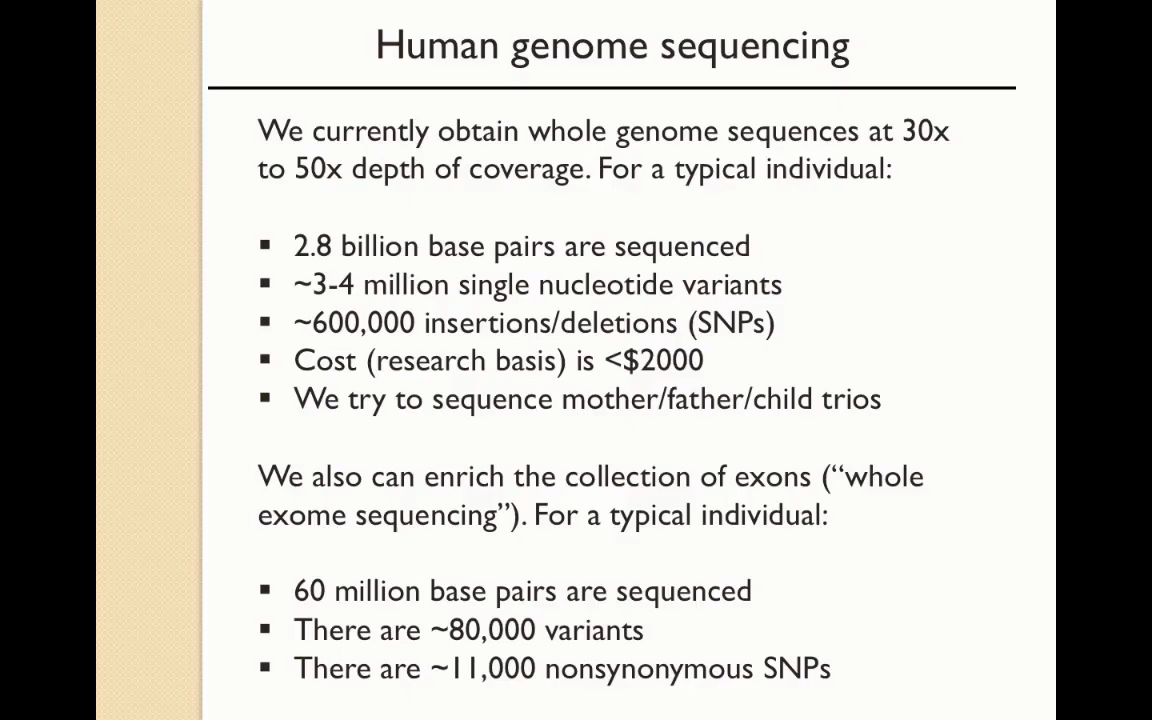 Human genome sequencing
We currently obtain whole genome sequences at 30x
to 50x depth of coverage. For a typical individual:
▪ 2.8 billion base pairs are sequenced
▪ ~3-4 million single nucleotide variants
▪ ~600,000 insertions/deletions (SNPs)
▪ Cost (research basis) is <$2000
▪ We try to sequence mother/father/child trios
We also can enrich the collection of exons (“whole
exome sequencing”). For a typical individual:
▪ 60 million base pairs are sequenced
▪ There are ~80,000 variants
▪ There are ~11,000 nonsynonymous SNPs